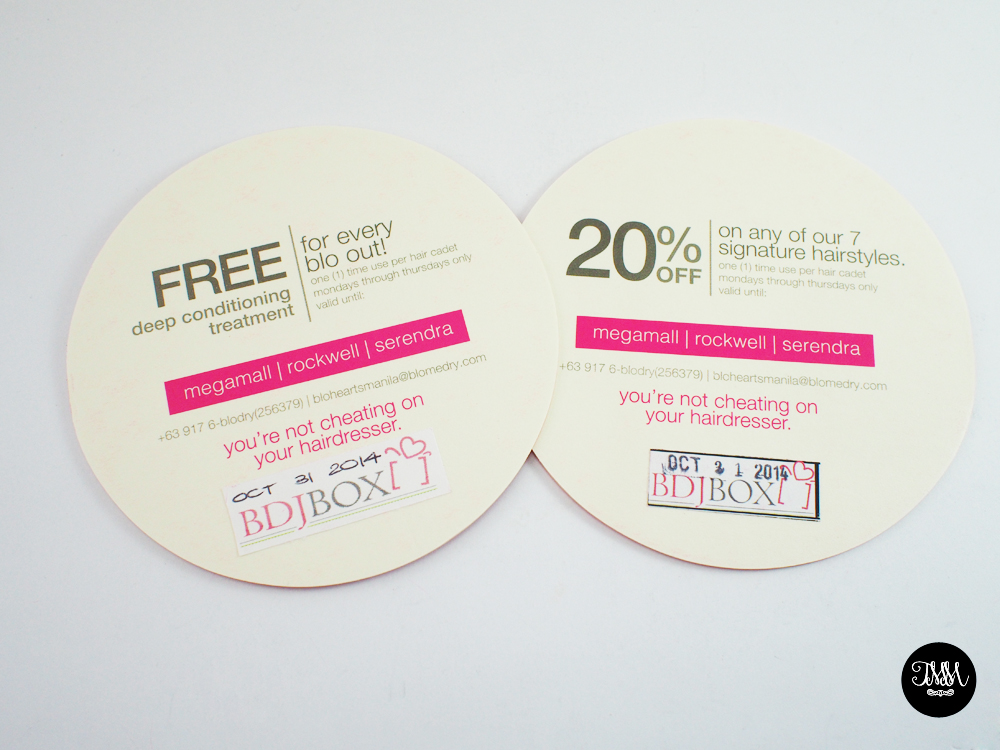 FREE
deep conditioning
treatment
for every
blo out!
one (1) time use per hair cadet
mondays through thursdays only
valid until:
megamall | rockwell | serendra
+63 917 6-blodry(256379) | bloheartsmanila@blomedry.com
you're not cheating on
your hairdresser.
OCT 31 2014
BDJBOX[ ]
20% OFF
on any of our 7
signature hairstyles.
one (1) time use per hair cadet
mondays through thursdays only
valid until:
megamall | rockwell | serendra
+63 917 6-blodry(256379) | bloheartsmanila@blomedry.com
you're not cheating on
your hairdresser.
OCT 31 2014
BDJBOX[ ]